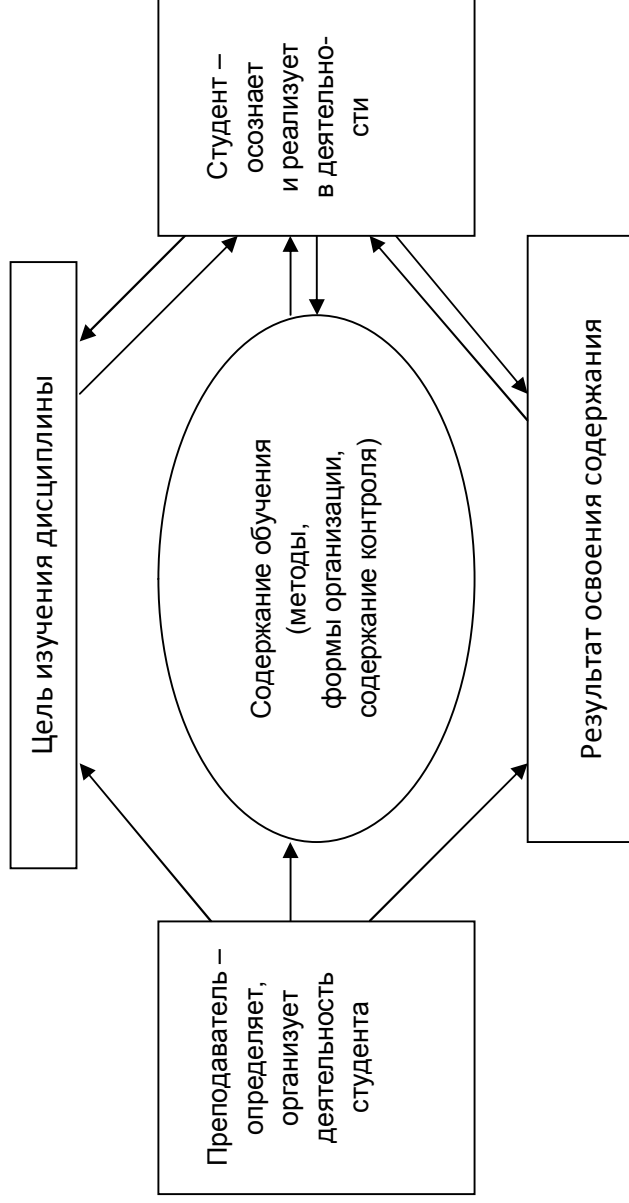 Цель изучения дисциплины
Преподаватель –
определяет,
организует
деятельность
студента
Содержание обучения
(методы,
формы организации,
содержание контроля)
Студент –
осознает
и реализует
в деятельно-
сти
Результат освоения содержания